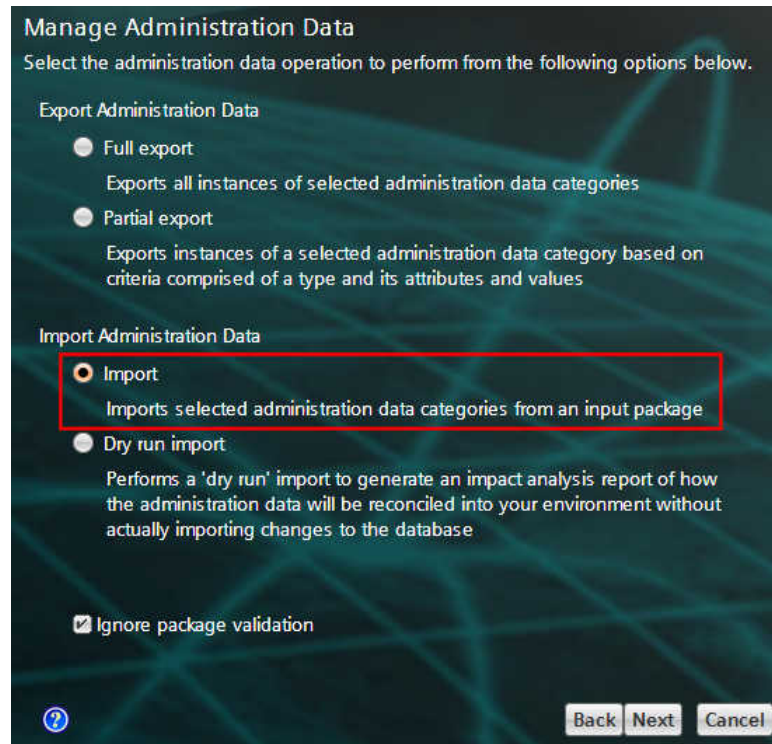 Manage Administration Data
Select the administration data operation to perform from the following options below.
Export Administration Data
Full export
Exports all instances of selected administration data categories
Partial export
Exports instances of a selected administration data category based on
criteria comprised of a type and its attributes and values
Import Administration Data
Import
Imports selected administration data categories from an input package
Dry run import
Performs a 'dry run' import to generate an impact analysis report of how
the administration data will be reconciled into your environment without
actually importing changes to the database
Ignore package validation
?
Back Next Cancel